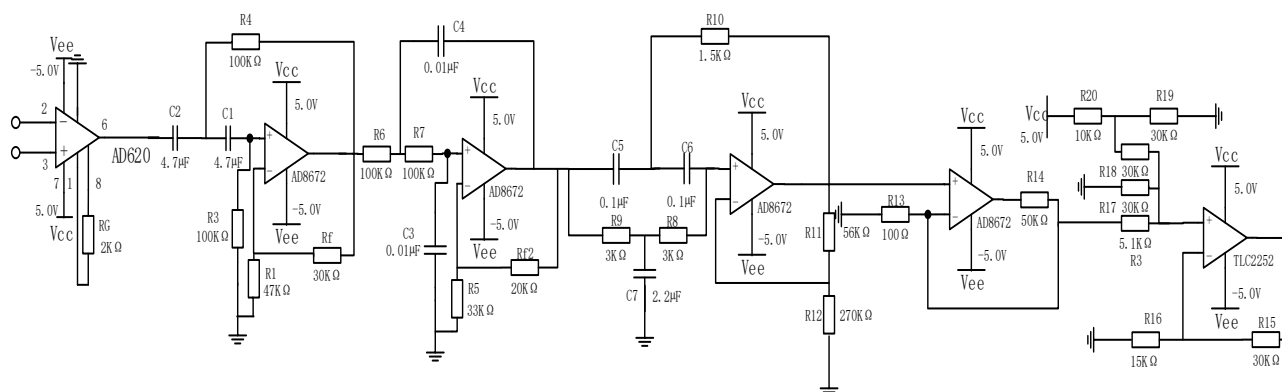 Vee
-5.0V
2
3
6
7
1
8
5.0V
Vcc
AD620
RG
2KΩ
C2
4.7μF
C1
4.7μF
R4
100KΩ
Vcc
5.0V
AD8672
-5.0V
Vee
R3
100KΩ
R1
47KΩ
Rf
30KΩ
R6
100KΩ
R7
100KΩ
C4
0.01μF
Vcc
5.0V
AD8672
-5.0V
Vee
C3
0.01μF
R5
33KΩ
Rf2
20KΩ
C5
0.1μF
C6
0.1μF
R10
1.5KΩ
R9
3KΩ
R8
3KΩ
C7
2.2μF
Vcc
5.0V
AD8672
-5.0V
Vee
R11
56KΩ
R12
270KΩ
R13
100Ω
Vcc
5.0V
AD8672
-5.0V
Vee
R14
50KΩ
Vcc
5.0V
R20
10KΩ
R19
30KΩ
R18
30KΩ
30KΩ
R17
5.1KΩ
R3
Vcc
5.0V
TLC2252
-5.0V
Vee
R16
15KΩ
R15
30KΩ